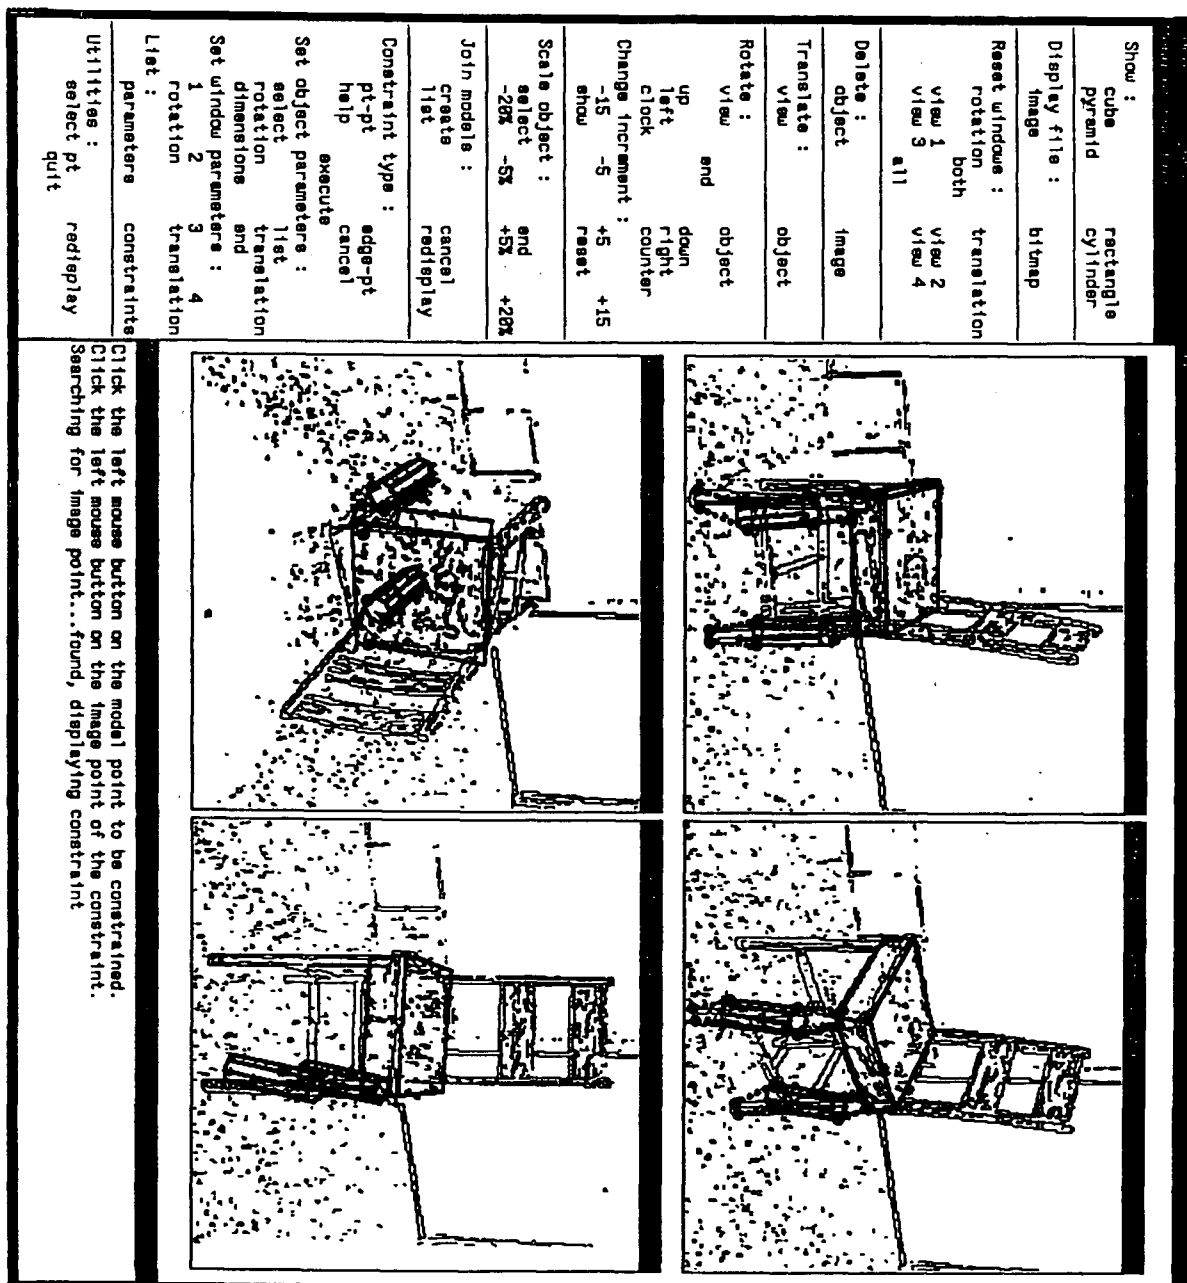 Show :
cube rectangle
pyramid cylinder
Display file :
image bitmap
Reset windows :
rotation translation
both
view 1 view 2
view 3 view 4
all
Delete :
object image
Translate :
view object
Rotate :
view object
end
up down
left right
clock counter
Change increment :
-15 -5 +5 +15
show reset
Scale object :
select end
-20% -5% +5% +20%
Join models :
create cancel
list redisplay
Constraint type :
pt-pt edge-pt
help cancel
execute
Set object parameters :
select list
rotation translation
dimensions end
Set window parameters :
1 2 3 4
rotation translation
List :
parameters constraints
Utilities :
select pt redisplay
quit
Click the left mouse button on the model point to be constrained.
Click the left mouse button on the image point of the constraint.
Searching for image point...found, displaying constraint